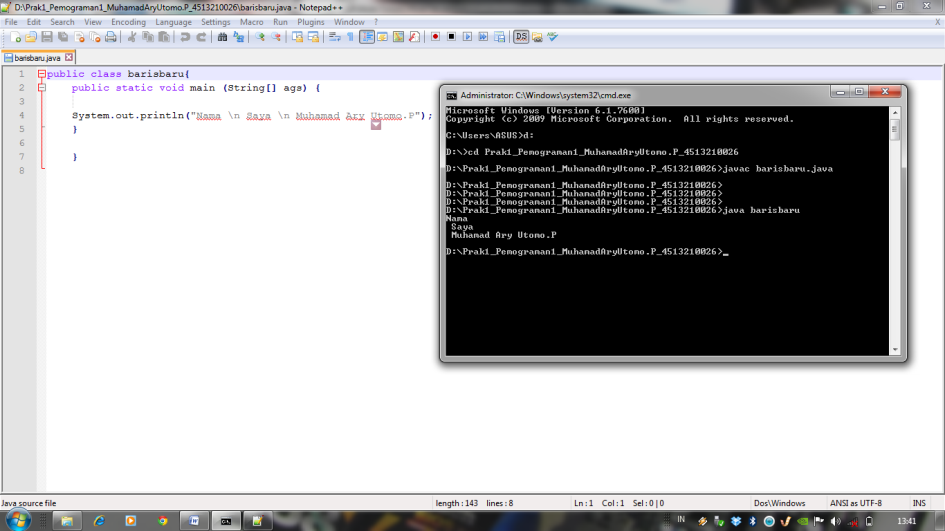 D:\Prak1_Pemograman1_MuhamadAryUtomo.P_4513210026\barisbaru.java - Notepad++
File Edit Search View Encoding Language Settings Macro Run Plugins Window ?
X
barisbaru.java
1 public class barisbaru{
2 public static void main (String[] ags) {
3
4 System.out.println("Nama \n Saya \n Muhamad Ary Utomo.P");
5 }
6
7 }
8
Administrator: C:\Windows\system32\cmd.exe
Microsoft Windows [Version 6.1.7600]
Copyright (c) 2009 Microsoft Corporation. All rights reserved.
C:\Users\ASUS>d:
D:\>cd Prak1_Pemograman1_MuhamadAryUtomo.P_4513210026
D:\Prak1_Pemograman1_MuhamadAryUtomo.P_4513210026>javac barisbaru.java
D:\Prak1_Pemograman1_MuhamadAryUtomo.P_4513210026>
D:\Prak1_Pemograman1_MuhamadAryUtomo.P_4513210026>
D:\Prak1_Pemograman1_MuhamadAryUtomo.P_4513210026>
D:\Prak1_Pemograman1_MuhamadAryUtomo.P_4513210026>java barisbaru
Nama
Saya
Muhamad Ary Utomo.P
D:\Prak1_Pemograman1_MuhamadAryUtomo.P_4513210026>_
Java source file length : 143 lines : 8 Ln : 1 Col : 1 Sel : 0 | 0 Dos\Windows ANSI as UTF-8 INS
IN 13:41